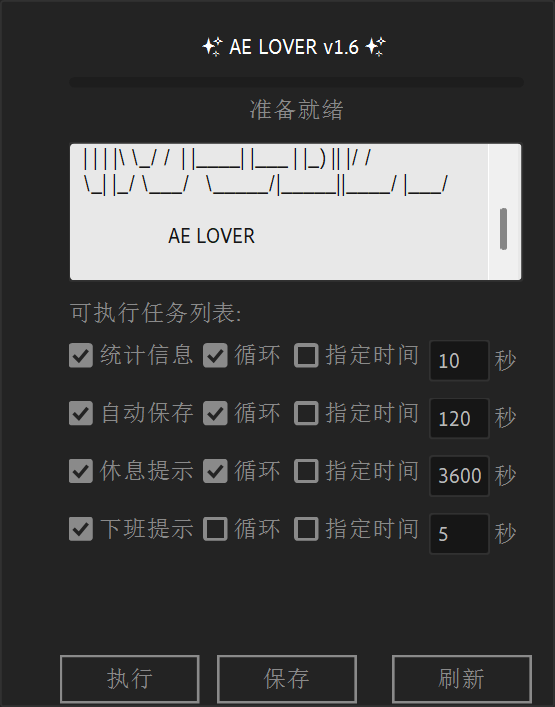 ✨ AE LOVER v1.6 ✨
准备就绪
| | | |\ \_/ /  | |____| |___ | |_) || |/ /
\_| |_/ \___/   \_____/|_____||____/ |___/
AE LOVER
可执行任务列表:
统计信息 循环 指定时间 10 秒
自动保存 循环 指定时间 120 秒
休息提示 循环 指定时间 3600 秒
下班提示 循环 指定时间 5 秒
执行 保存 刷新